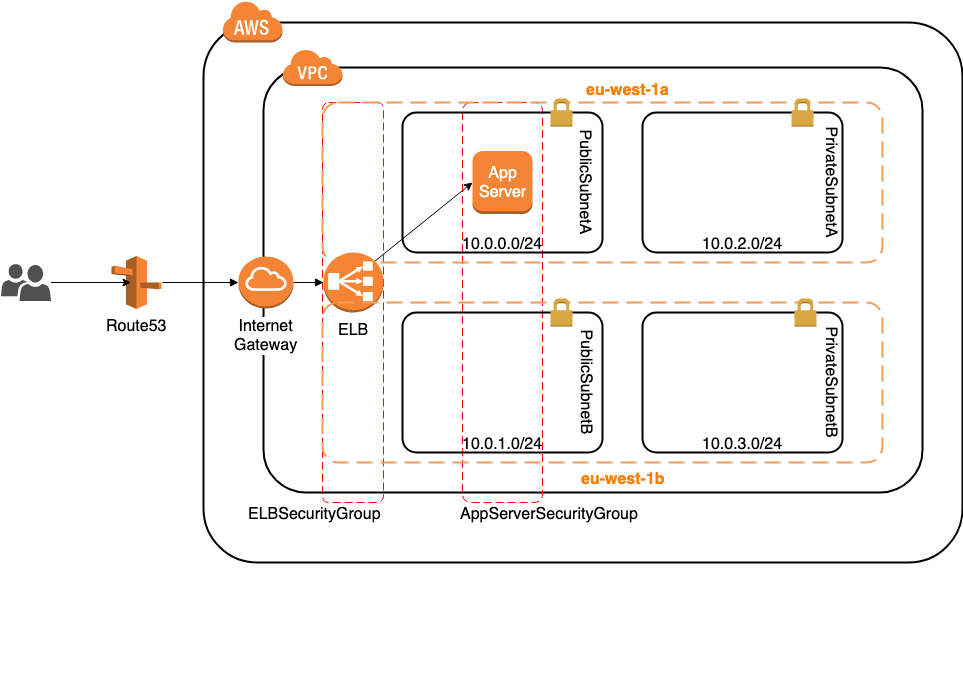 AWS
VPC
eu-west-1a
App
Server
PublicSubnetA
PrivateSubnetA
10.0.0.0/24
10.0.2.0/24
Route53
Internet
Gateway
ELB
PublicSubnetB
PrivateSubnetB
10.0.1.0/24
10.0.3.0/24
eu-west-1b
ELBSecurityGroup
AppServerSecurityGroup